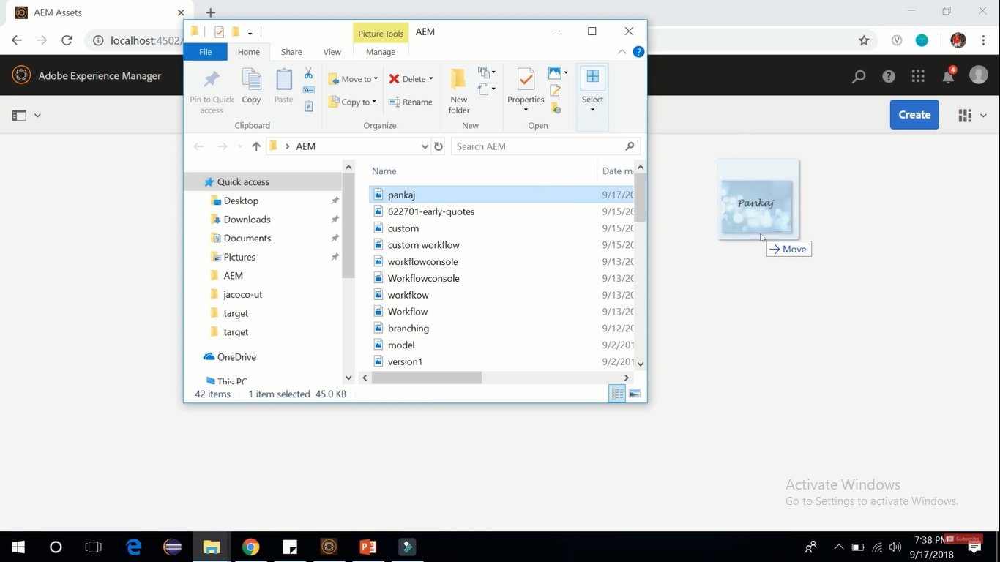 AEM Assets
localhost:4502/
Picture Tools
AEM
File
Home
Share
View
Manage
Adobe Experience Manager
4
Pin to Quick access
Copy
Paste
Move to
Copy to
Delete
Rename
New folder
Properties
Select
Clipboard
Organize
New
Open
Create
AEM
Search AEM
Name
Date m
Quick access
Desktop
Downloads
Documents
Pictures
AEM
jacoco-ut
target
target
OneDrive
This PC
pankaj 9/17/20
622701-early-quotes 9/15/20
custom 9/15/20
custom workflow 9/15/20
workflowconsole 9/13/20
Workflowconsole 9/13/20
workfkow 9/13/20
Workflow 9/13/20
branching 9/12/20
model 9/2/201
version1 9/2/201
42 items 1 item selected 45.0 KB
Pankaj
Move
Activate Windows
Go to Settings to activate Windows.
7:38 PM
Subscribe
9/17/2018